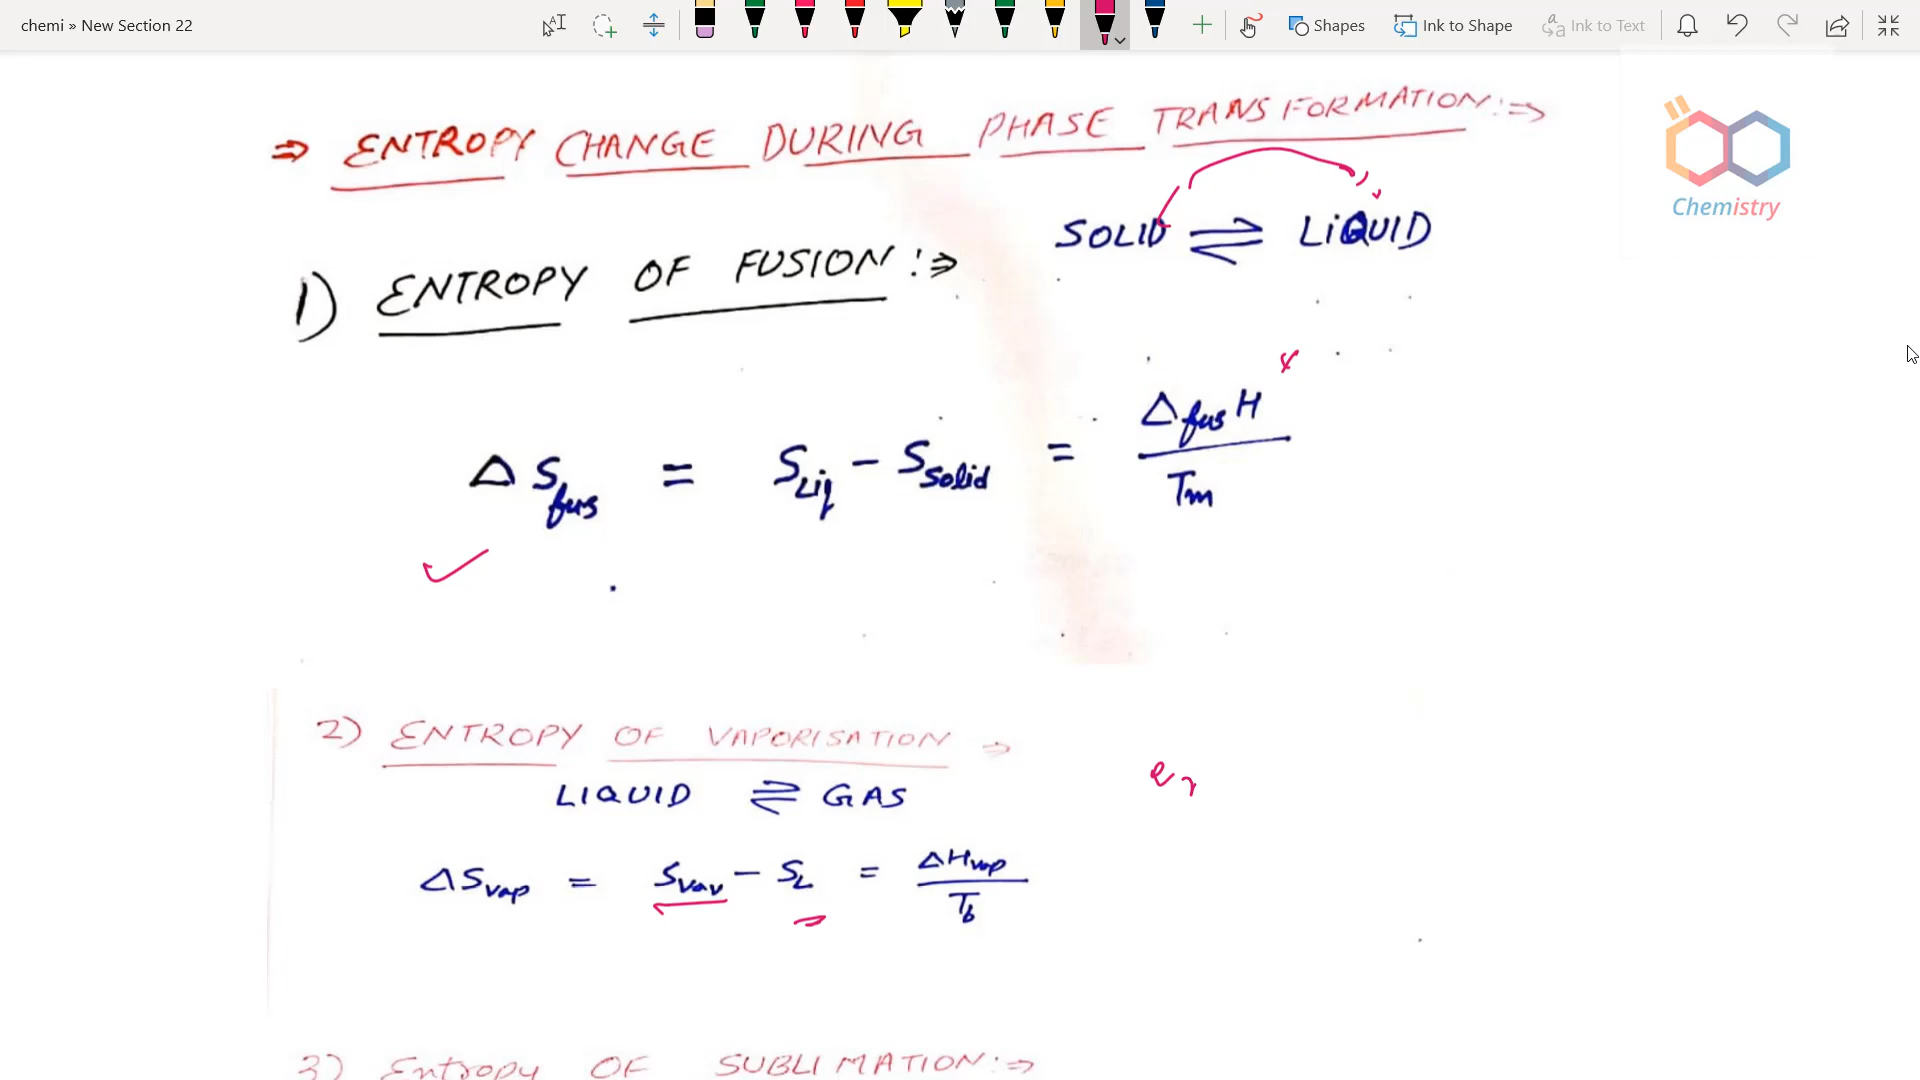 chemi » New Section 22
Shapes
Ink to Shape
Ink to Text
⇒ ENTROPY CHANGE DURING PHASE TRANSFORMATION:⇒
Chemistry
SOLID ⇌ LIQUID
1) ENTROPY OF FUSION:⇒
Δ S_fus = S_Liq - S_Solid = Δ_fus H / T_m
2) ENTROPY OF VAPORISATION ⇒
LIQUID ⇌ GAS
ΔS_vap = S_vav - S_L = ΔH_vap / T_b
3) Entropy OF SUBLIMATION:⇒